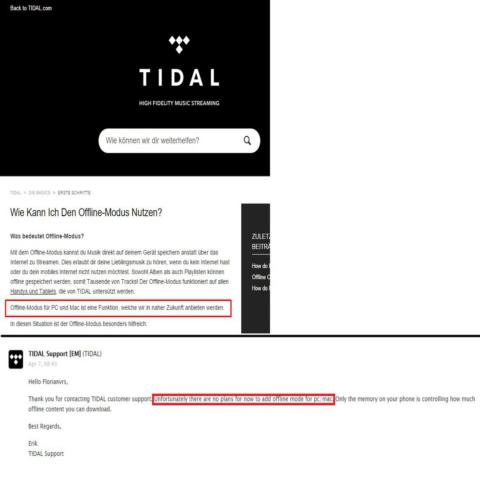 Back to TIDAL.com
TIDAL
HIGH FIDELITY MUSIC STREAMING
Wie können wir dir weiterhelfen?
TIDAL > DIE BASICS > ERSTE SCHRITTE
Wie Kann Ich Den Offline-Modus Nutzen?
Was bedeutet Offline-Modus?
Mit dem Offline-Modus kannst du Musik direkt auf deinem Gerät speichern anstatt über das
Internet zu Streamen. Dies erlaubt dir deine Lieblingsmusik zu hören, wenn du kein Internet hast
oder du dein mobiles Internet nicht nutzen möchtest. Sowohl Alben als auch Playlisten können
offline gespeichert werden, somit Tausende von Tracks! Der Offline-Modus funktioniert auf allen
Handys und Tablets, die von TIDAL untersützt werden.
Offline-Modus für PC und Mac ist eine Funktion, welche wir in naher Zukunft anbieten werden.
In diesen Situation ist der Offline-Modus besonders hilfreich:
ZULETZ
BEITRÄ
How do I
Offline C
How do I
TIDAL Support [EM] (TIDAL)
Apr 7, 08:43
Hello Florianvrs,
Thank you for contacting TIDAL customer support. Unfortunately there are no plans for now to add offline mode for pc, mac. Only the memory on your phone is controlling how much
offline content you can download.
Best Regards,
Erik
TIDAL Support